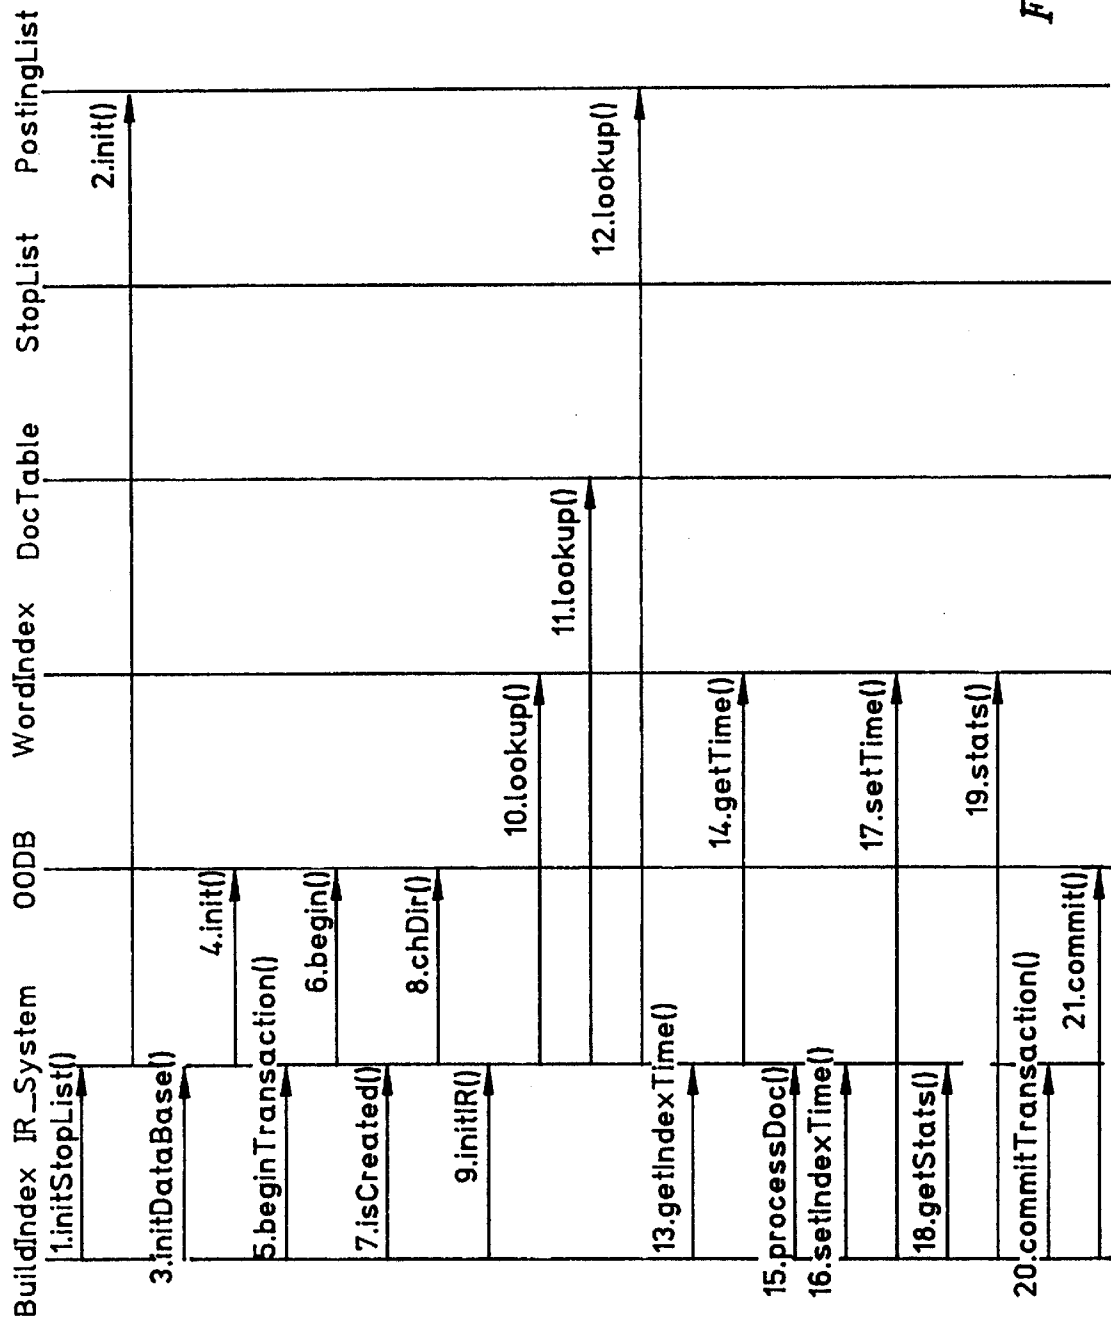 BuildIndex IR_System OODB WordIndex DocTable StopList PostingList
1.initStopList()
2.init()
3.initDataBase()
4.init()
5.beginTransaction()
6.begin()
7.isCreated()
8.chDir()
9.initIR()
10.lookup()
11.lookup()
12.lookup()
13.getIndexTime()
14.getTime()
15.processDoc()
16.setIndexTime()
17.setTime()
18.getStats()
19.stats()
20.commitTransaction()
21.commit()
F